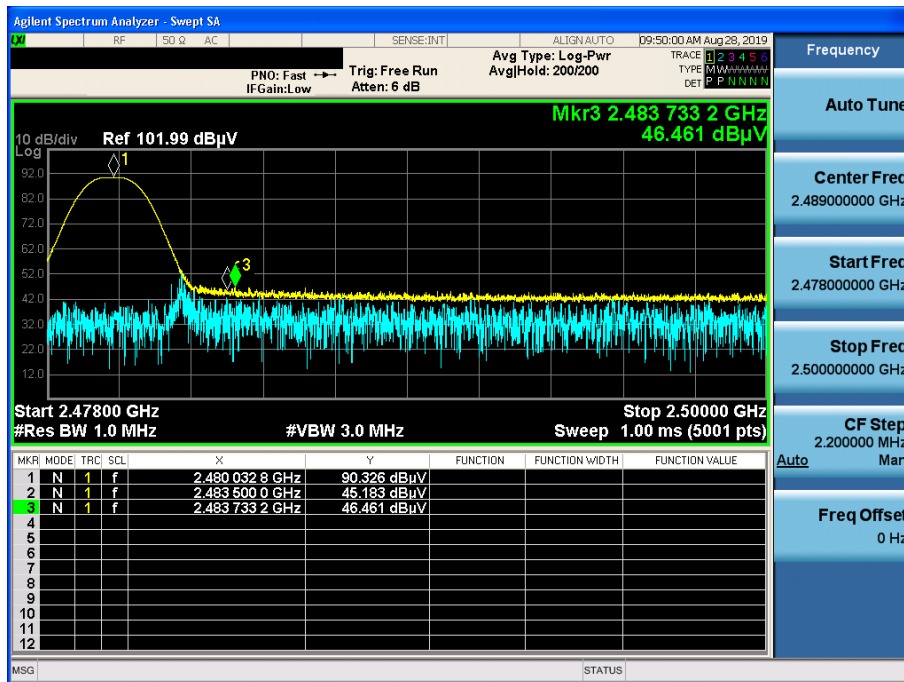 Agilent Spectrum Analyzer - Swept SA
LXI RF 50 Ω AC SENSE:INT ALIGN AUTO 09:50:00 AM Aug 28, 2019
PNO: Fast Trig: Free Run Avg Type: Log-Pwr TRACE 1 2 3 4 5 6
IFGain:Low Atten: 6 dB Avg|Hold: 200/200 TYPE M W W W W W
DET P P N N N N
Mkr3 2.483 733 2 GHz
46.461 dBµV
10 dB/div Ref 101.99 dBµV
Log
92.0
82.0
72.0
62.0
52.0
42.0
32.0
22.0
12.0
1
3
Start 2.47800 GHz Stop 2.50000 GHz
#Res BW 1.0 MHz #VBW 3.0 MHz Sweep 1.00 ms (5001 pts)
MKR MODE TRC SCL X Y FUNCTION FUNCTION WIDTH FUNCTION VALUE
1 N 1 f 2.480 032 8 GHz 90.326 dBµV
2 N 1 f 2.483 500 0 GHz 45.183 dBµV
3 N 1 f 2.483 733 2 GHz 46.461 dBµV
4
5
6
7
8
9
10
11
12
MSG STATUS
Frequency
Auto Tune
Center Freq
2.489000000 GHz
Start Freq
2.478000000 GHz
Stop Freq
2.500000000 GHz
CF Step
2.200000 MHz
Auto Man
Freq Offset
0 Hz